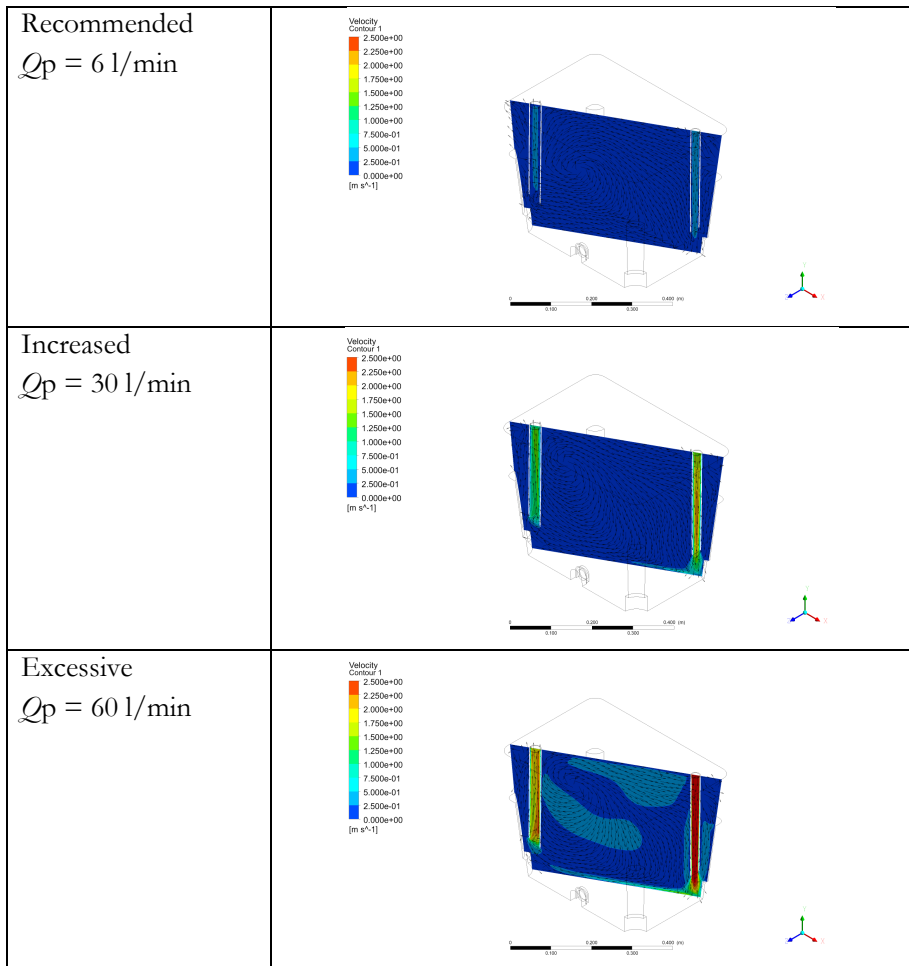 Recommended
Qp = 6 l/min
Velocity
Contour 1
2.500e+00
2.250e+00
2.000e+00
1.750e+00
1.500e+00
1.250e+00
1.000e+00
7.500e-01
5.000e-01
2.500e-01
0.000e+00
[m s^-1]
0 0.200 0.400 (m)
0.100 0.300
Increased
Qp = 30 l/min
Velocity
Contour 1
2.500e+00
2.250e+00
2.000e+00
1.750e+00
1.500e+00
1.250e+00
1.000e+00
7.500e-01
5.000e-01
2.500e-01
0.000e+00
[m s^-1]
0 0.200 0.400 (m)
0.100 0.300
Excessive
Qp = 60 l/min
Velocity
Contour 1
2.500e+00
2.250e+00
2.000e+00
1.750e+00
1.500e+00
1.250e+00
1.000e+00
7.500e-01
5.000e-01
2.500e-01
0.000e+00
[m s^-1]
0 0.200 0.400 (m)
0.100 0.300